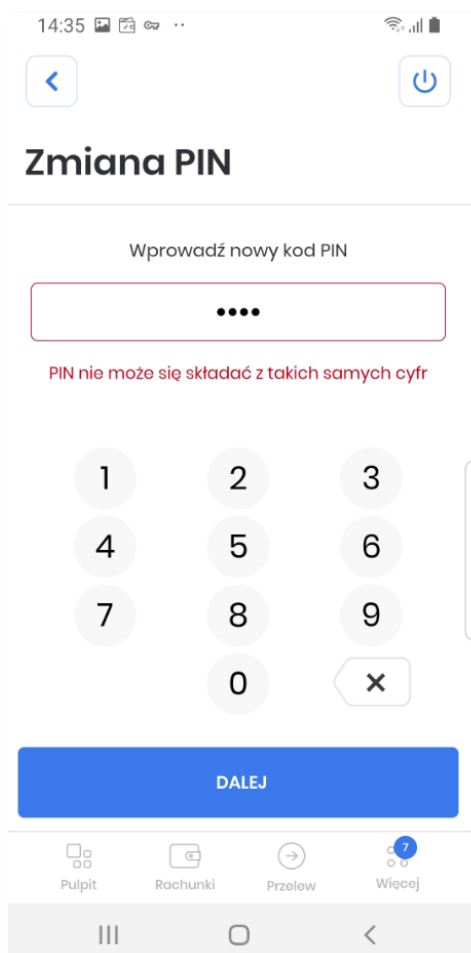 14:35
Zmiana PIN
Wprowadź nowy kod PIN
••••
PIN nie może się składać z takich samych cyfr
1 2 3
4 5 6
7 8 9
0
DALEJ
7
Pulpit Rachunki Przelew Więcej